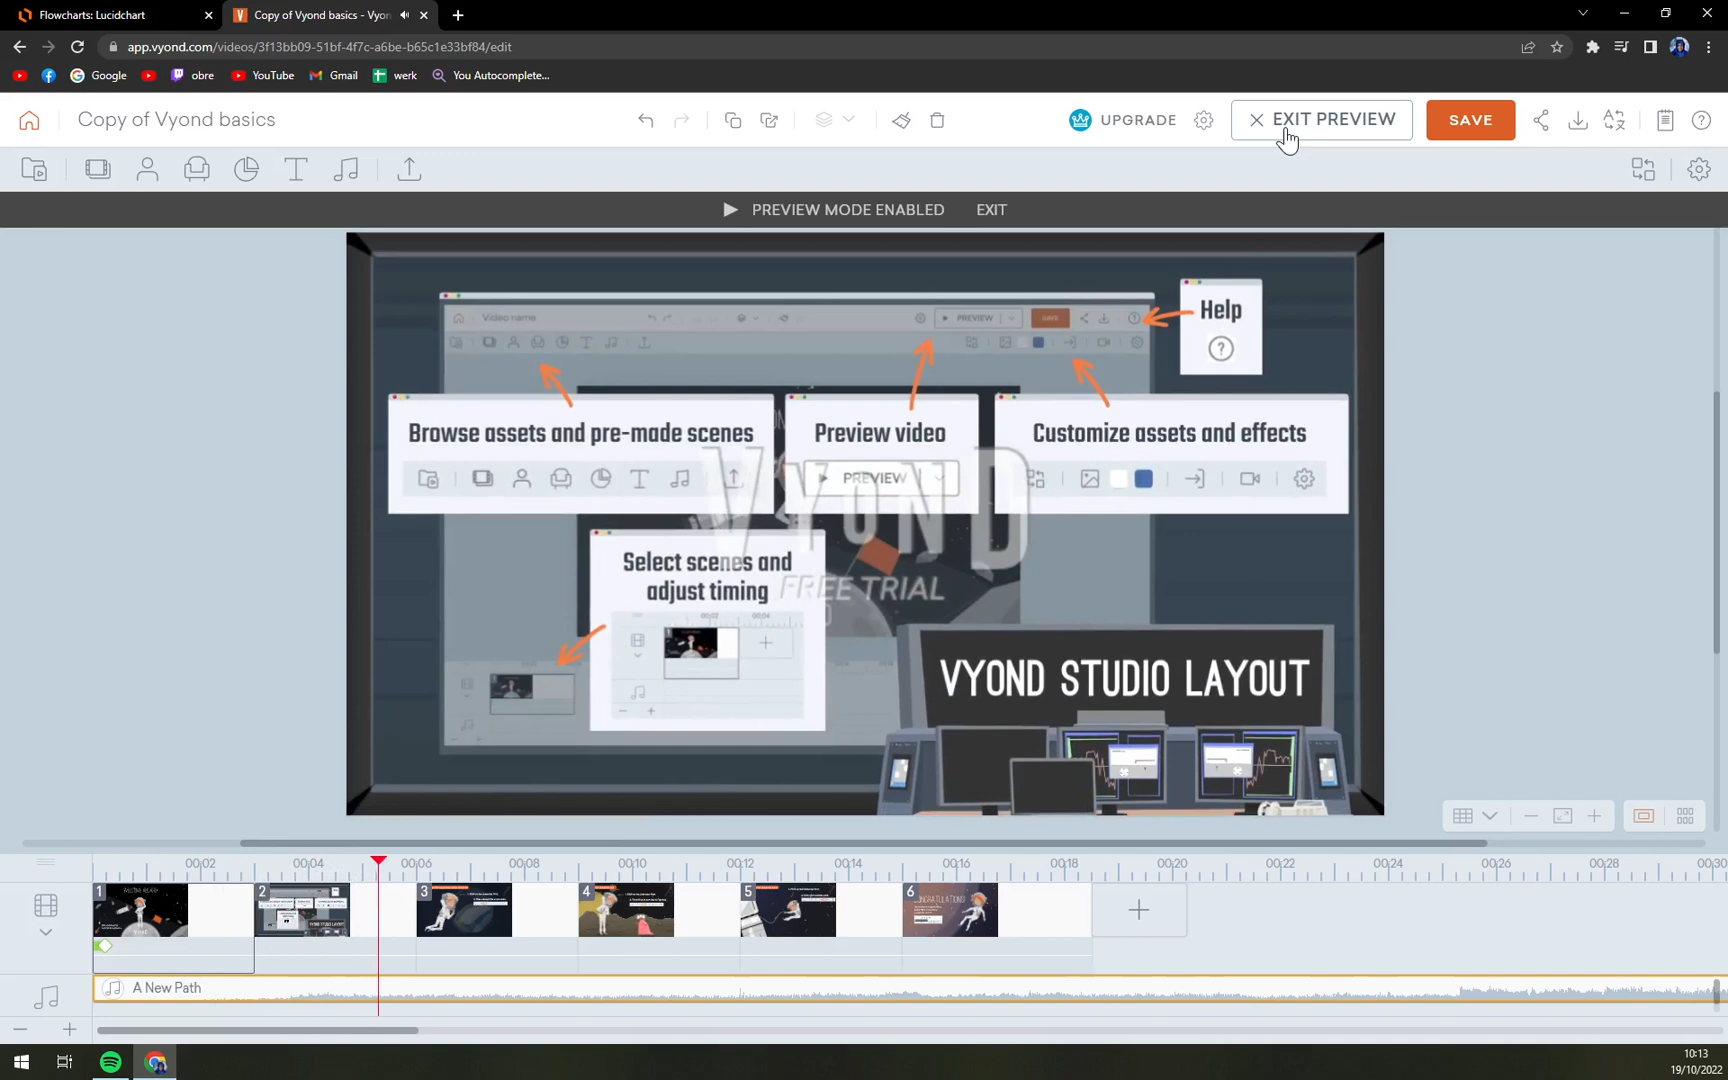 Flowcharts: Lucidchart
Copy of Vyond basics - Vyon
app.vyond.com/videos/3f13bb09-51bf-4f7c-a6be-b65c1e33bf84/edit
Google
obre
YouTube
Gmail
werk
You Autocomplete...
Copy of Vyond basics
UPGRADE
EXIT PREVIEW
SAVE
PREVIEW MODE ENABLED
EXIT
Video name
PREVIEW
SAVE
Help
Browse assets and pre-made scenes
Preview video
PREVIEW
Customize assets and effects
VYOND
FREE TRIAL
Select scenes and
adjust timing
00:02 00:04
VYOND STUDIO LAYOUT
00:02 00:04 00:06 00:08 00:10 00:12 00:14 00:16 00:18 00:20 00:22 00:24 00:26 00:28 00:30
1 2 3 4 5 6
A New Path
10:13
19/10/2022